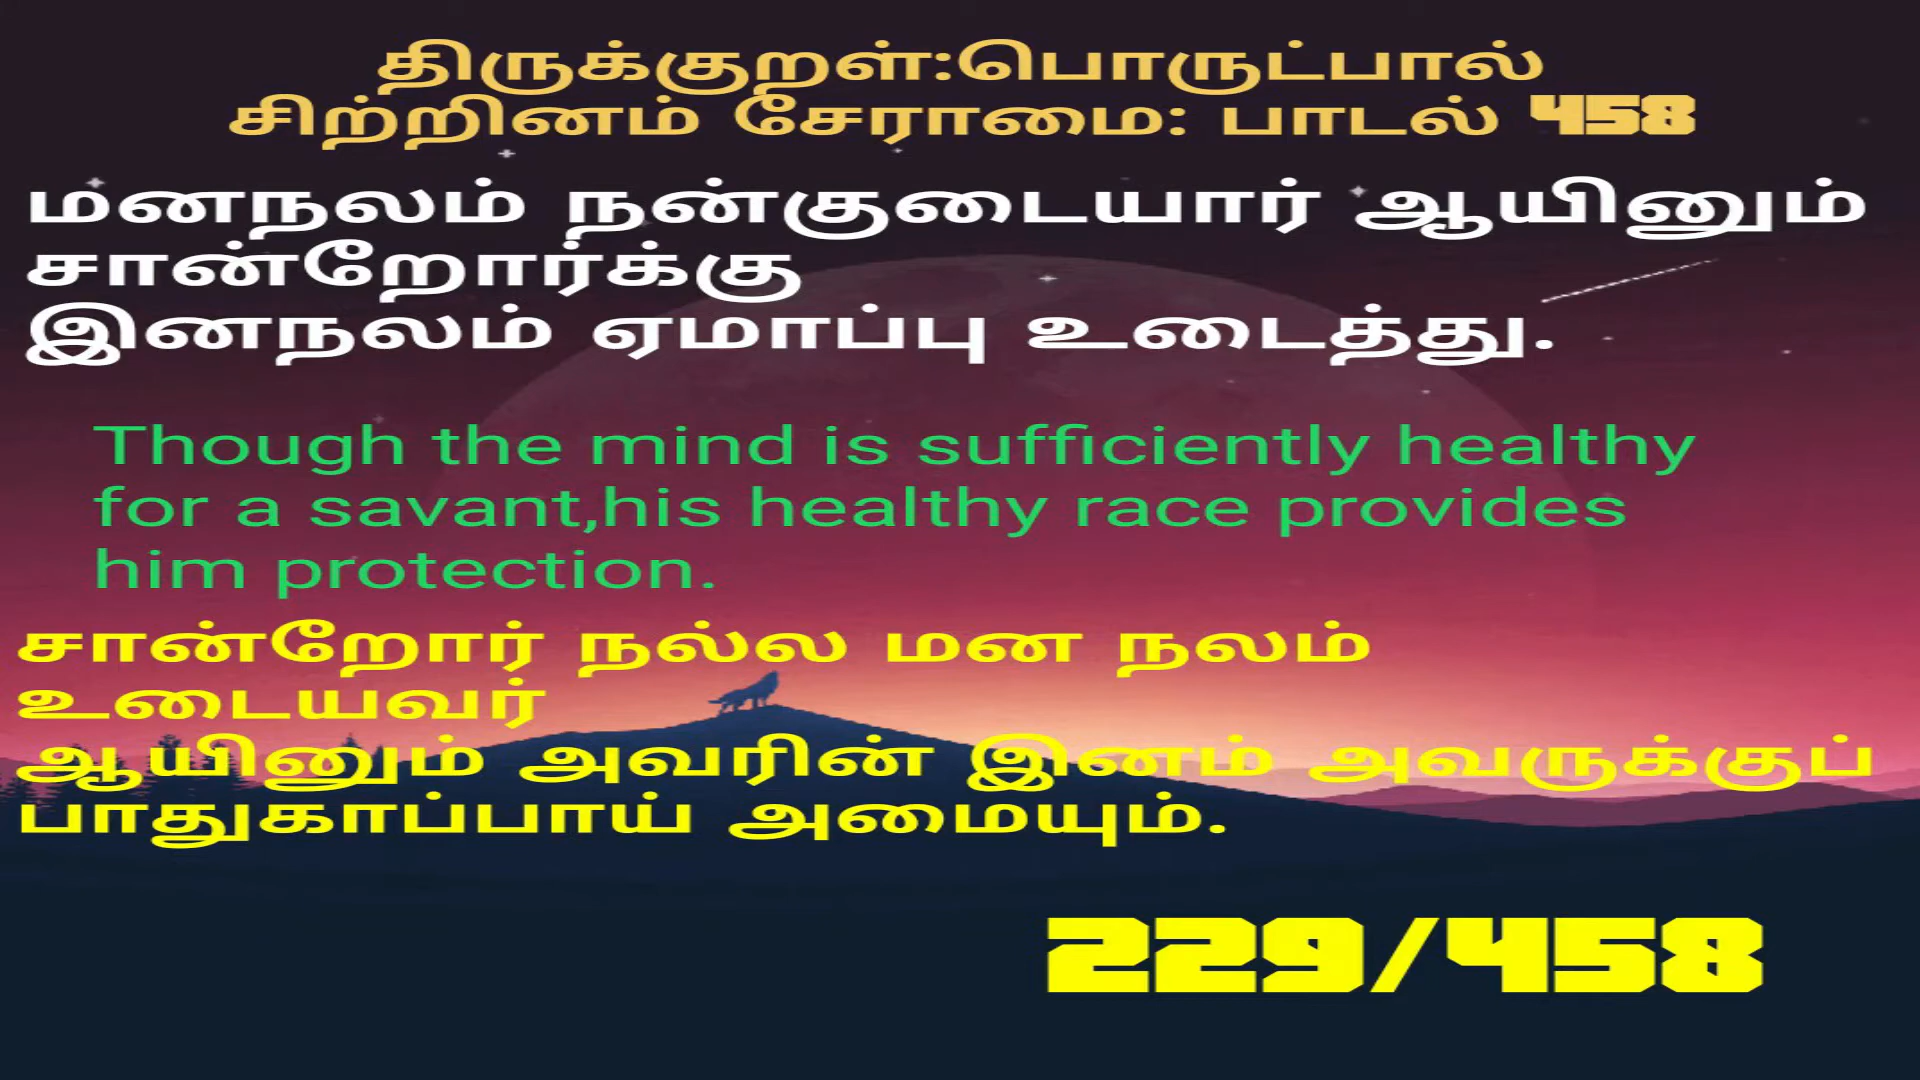 திருக்குறள்:பொருட்பால்
சிற்றினம் சேராமை: பாடல் 458
மனநலம் நன்குடையார் ஆயினும்
சான்றோர்க்கு
இனநலம் ஏமாப்பு உடைத்து.
Though the mind is sufficiently healthy
for a savant,his healthy race provides
him protection.
சான்றோர் நல்ல மன நலம்
உடையவர்
ஆயினும் அவரின் இனம் அவருக்குப்
பாதுகாப்பாய் அமையும்.
229/458